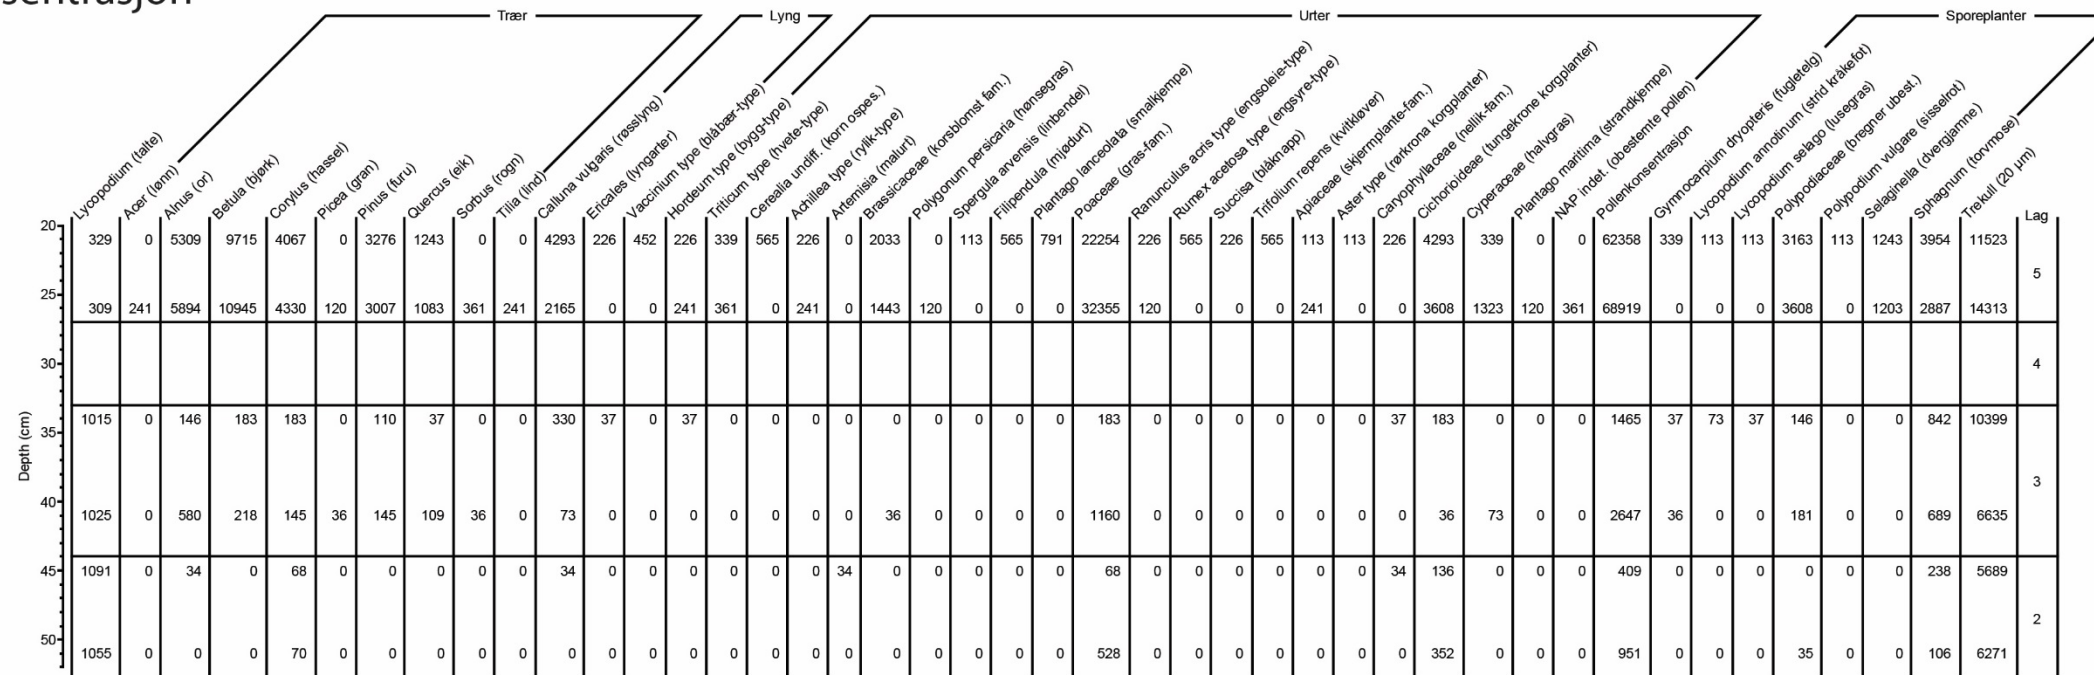 sentrasjon
Trær Lyng Urter Sporeplanter
Lycopodium (talte)
Acer (lønn)
Alnus (or)
Betula (bjørk)
Corylus (hassel)
Picea (gran)
Pinus (furu)
Quercus (eik)
Sorbus (rogn)
Tilia (lind)
Calluna vulgaris (røsslyng)
Ericales (lyngarter)
Vaccinium type (blåbær-type)
Hordeum type (bygg-type)
Triticum type (hvete-type)
Cerealia undiff. (korn ospes.)
Achillea type (ryllik-type)
Artemisia (malurt)
Brassicaceae (korsblomst fam.)
Polygonum persicaria (hønsegras)
Spergula arvensis (linbendel)
Filipendula (mjødurt)
Plantago lanceolata (smalkjempe)
Poaceae (gras-fam.)
Ranunculus acris type (engsoleie-type)
Rumex acetosa type (engsyre-type)
Succisa (blåknapp)
Trifolium repens (kvitkløver)
Apiaceae (skjermplante-fam.)
Aster type (rørkrona korgplanter)
Caryophyllaceae (nellik-fam.)
Cichorioideae (tungekrone korgplanter)
Cyperaceae (halvgras)
Plantago maritima (strandkjempe)
NAP indet. (obestemte pollen)
Pollenkonsentrasjon
Gymnocarpium dryopteris (fugletelg)
Lycopodium annotinum (strid kråkefot)
Lycopodium selago (lusegras)
Polypodiaceae (bregner ubest.)
Polypodium vulgare (sisselrot)
Selaginella (dvergjamne)
Sphagnum (torvmose)
Trekull (20 µm)
Lag
20
329 0 5309 9715 4067 0 3276 1243 0 0 4293 226 452 226 339 565 226 0 2033 0 113 565 791 22254 226 565 226 565 113 113 226 4293 339 0 0 62358 339 113 113 3163 113 1243 3954 11523
5
25
309 241 5894 10945 4330 120 3007 1083 361 241 2165 0 0 241 361 0 241 0 1443 120 0 0 0 32355 120 0 0 0 241 0 0 3608 1323 120 361 68919 0 0 0 3608 0 1203 2887 14313
30
4
1015 0 146 183 183 0 110 37 0 0 330 37 0 37 0 0 0 0 0 0 0 0 0 183 0 0 0 0 0 0 37 183 0 0 0 1465 37 73 37 146 0 0 842 10399
35
Depth (cm)
3
40
1025 0 580 218 145 36 145 109 36 0 73 0 0 0 0 0 0 0 36 0 0 0 0 1160 0 0 0 0 0 0 0 36 73 0 0 2647 36 0 0 181 0 0 689 6635
45
1091 0 34 0 68 0 0 0 0 0 34 0 0 0 0 0 0 34 0 0 0 0 0 68 0 0 0 0 0 0 34 136 0 0 0 409 0 0 0 0 0 0 238 5689
2
50
1055 0 0 0 70 0 0 0 0 0 0 0 0 0 0 0 0 0 0 0 0 0 0 528 0 0 0 0 0 0 0 352 0 0 0 951 0 0 0 35 0 0 106 6271